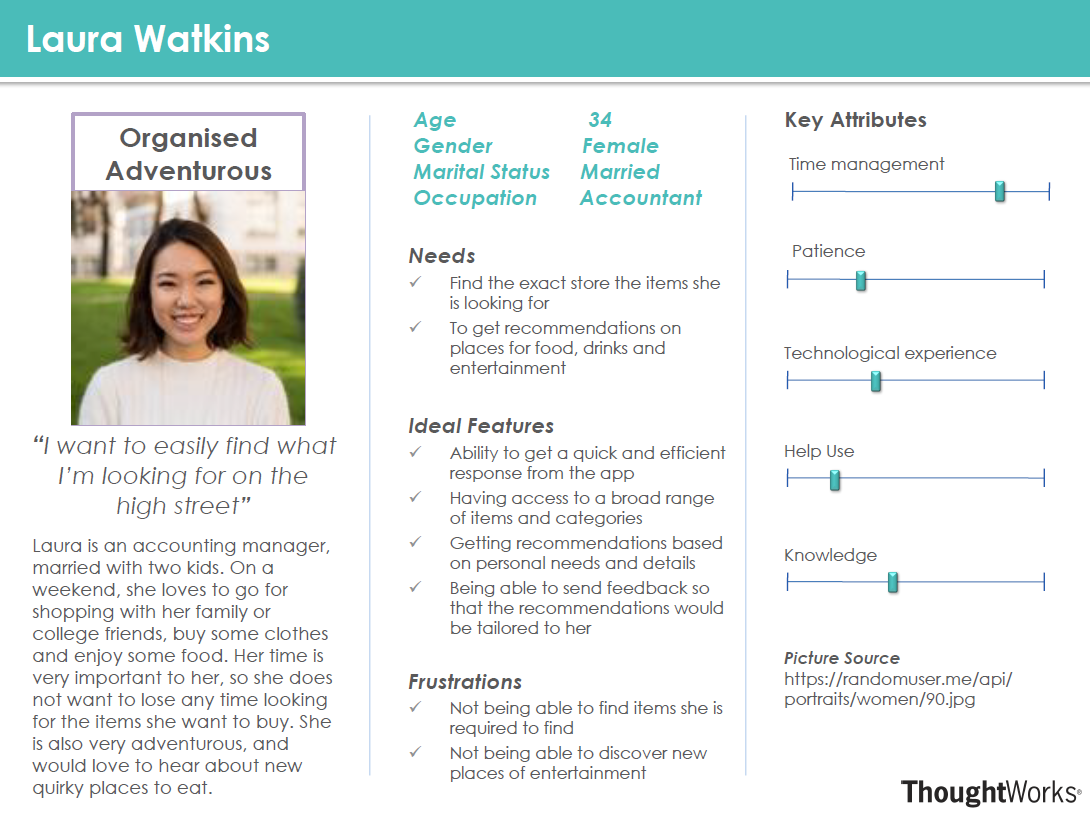 Laura Watkins
Organised
Adventurous
“I want to easily find what
I’m looking for on the
high street”
Laura is an accounting manager,
married with two kids. On a
weekend, she loves to go for
shopping with her family or
college friends, buy some clothes
and enjoy some food. Her time is
very important to her, so she does
not want to lose any time looking
for the items she want to buy. She
is also very adventurous, and
would love to hear about new
quirky places to eat.
Age 34
Gender Female
Marital Status Married
Occupation Accountant
Needs
✓ Find the exact store the items she
is looking for
✓ To get recommendations on
places for food, drinks and
entertainment
Ideal Features
✓ Ability to get a quick and efficient
response from the app
✓ Having access to a broad range
of items and categories
✓ Getting recommendations based
on personal needs and details
✓ Being able to send feedback so
that the recommendations would
be tailored to her
Frustrations
✓ Not being able to find items she is
required to find
✓ Not being able to discover new
places of entertainment
Key Attributes
Time management
Patience
Technological experience
Help Use
Knowledge
Picture Source
https://randomuser.me/api/
portraits/women/90.jpg
ThoughtWorks®